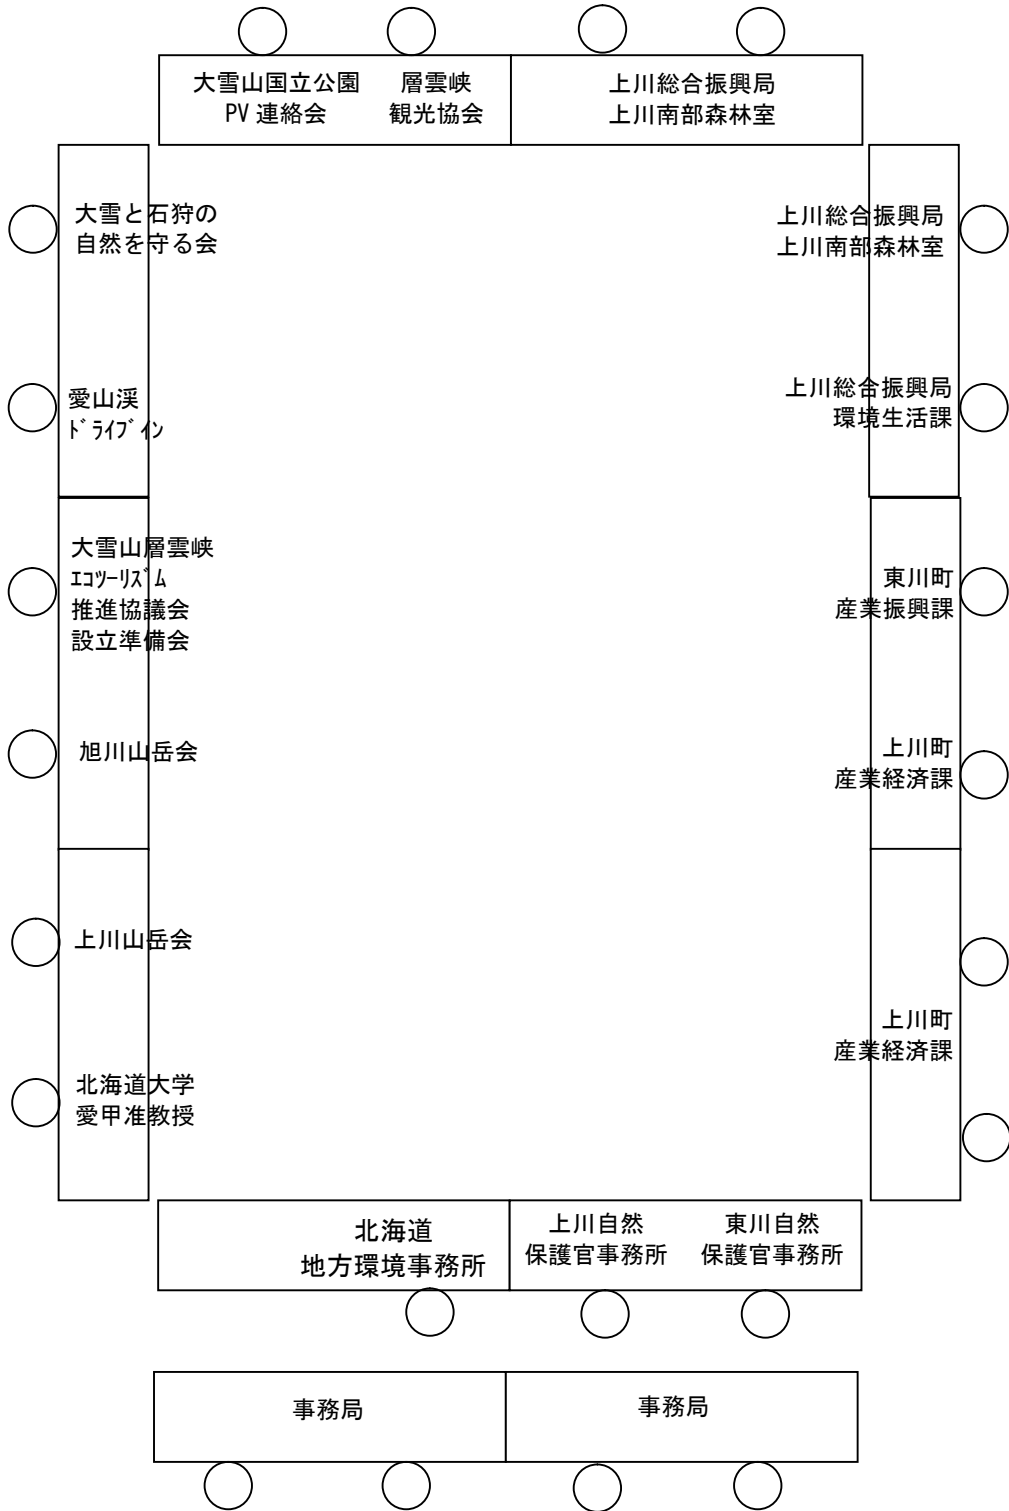 大雪山国立公園
PV 連絡会
層雲峡
観光協会
上川総合振興局
上川南部森林室
大雪と石狩の
自然を守る会
上川総合振興局
上川南部森林室
愛山渓
ﾄﾞﾗｲﾌﾞｲﾝ
上川総合振興局
環境生活課
大雪山層雲峡
ｴｺﾂｰﾘｽﾞﾑ
推進協議会
設立準備会
東川町
産業振興課
旭川山岳会
上川町
産業経済課
上川山岳会
上川町
産業経済課
北海道大学
愛甲准教授
北海道
地方環境事務所
上川自然
保護官事務所
東川自然
保護官事務所
事務局
事務局